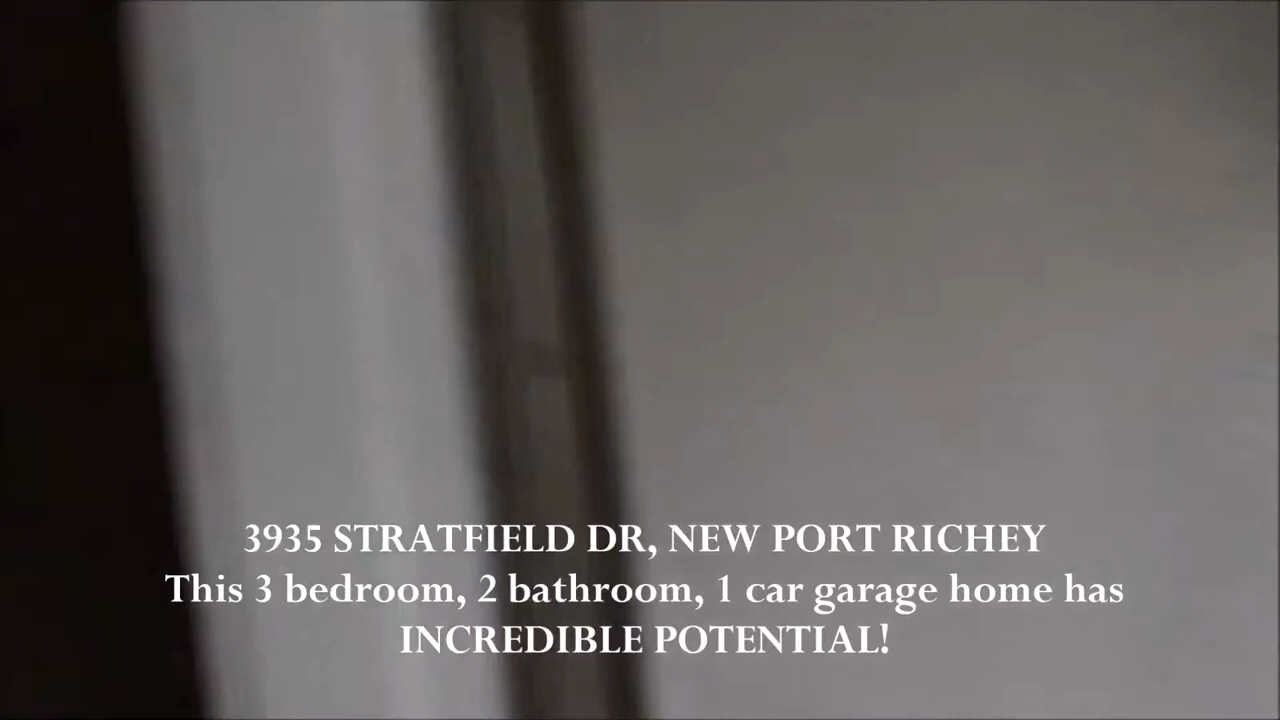 3935 STRATFIELD DR, NEW PORT RICHEY
This 3 bedroom, 2 bathroom, 1 car garage home has
INCREDIBLE POTENTIAL!